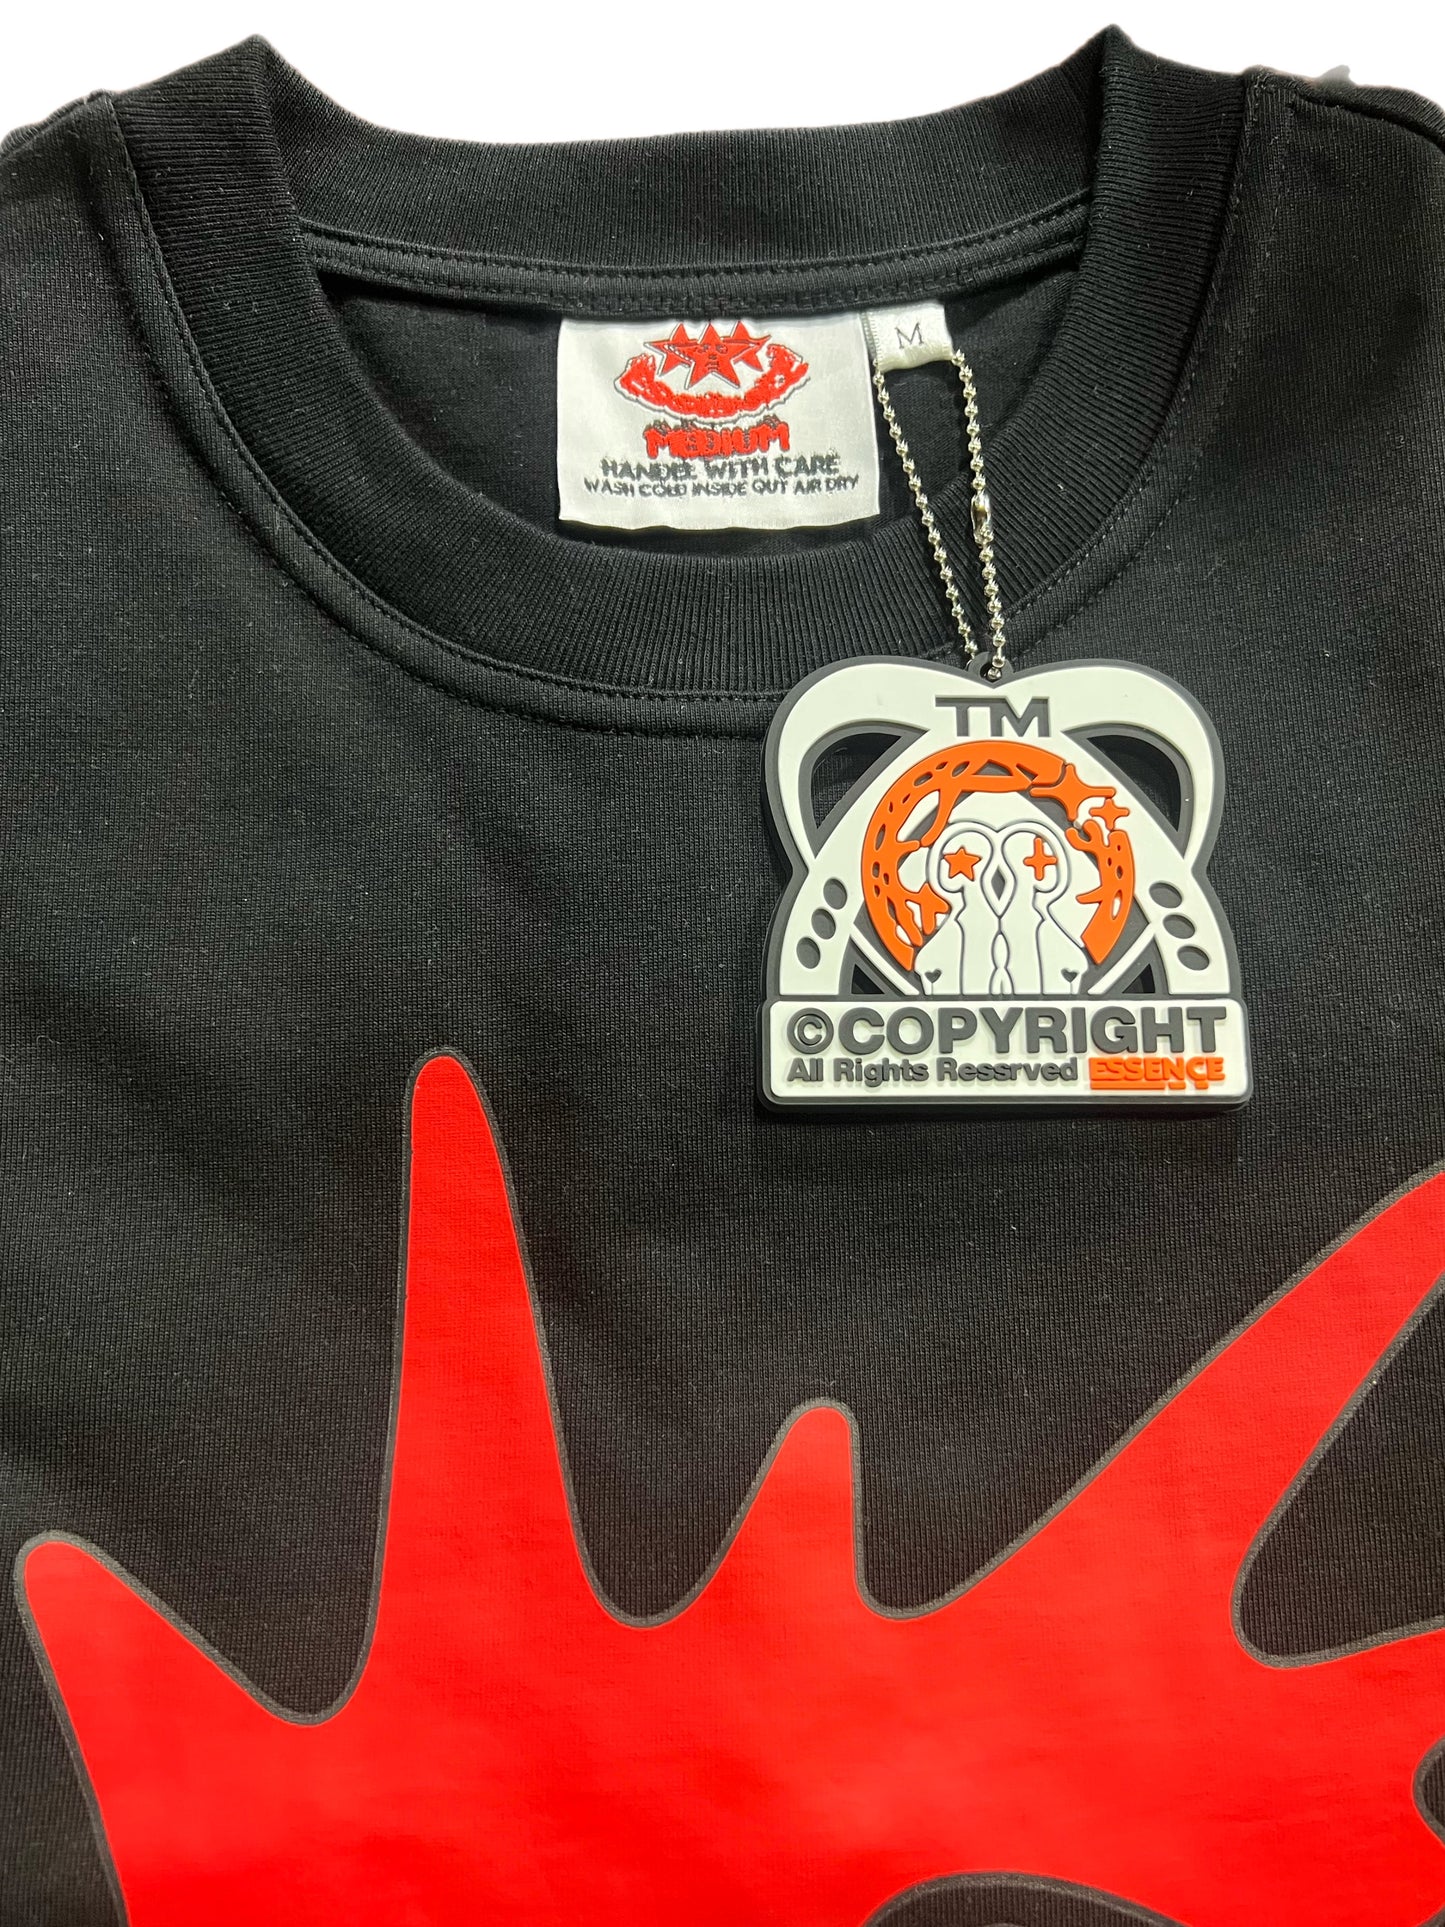 M
MEDIUM
HANDEL WITH CARE
WASH COLD INSIDE OUT AIR DRY
TM
©COPYRIGHT
All Rights Ressrved ESSENCE